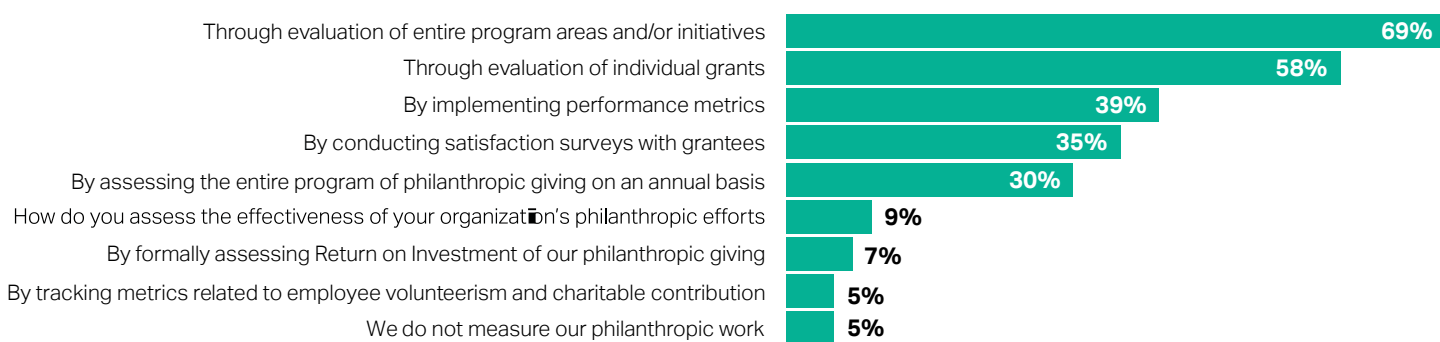 Through evaluation of entire program areas and/or initiatives 69%
Through evaluation of individual grants 58%
By implementing performance metrics 39%
By conducting satisfaction surveys with grantees 35%
By assessing the entire program of philanthropic giving on an annual basis 30%
How do you assess the effectiveness of your organization's philanthropic efforts 9%
By formally assessing Return on Investment of our philanthropic giving 7%
By tracking metrics related to employee volunteerism and charitable contribution 5%
We do not measure our philanthropic work 5%